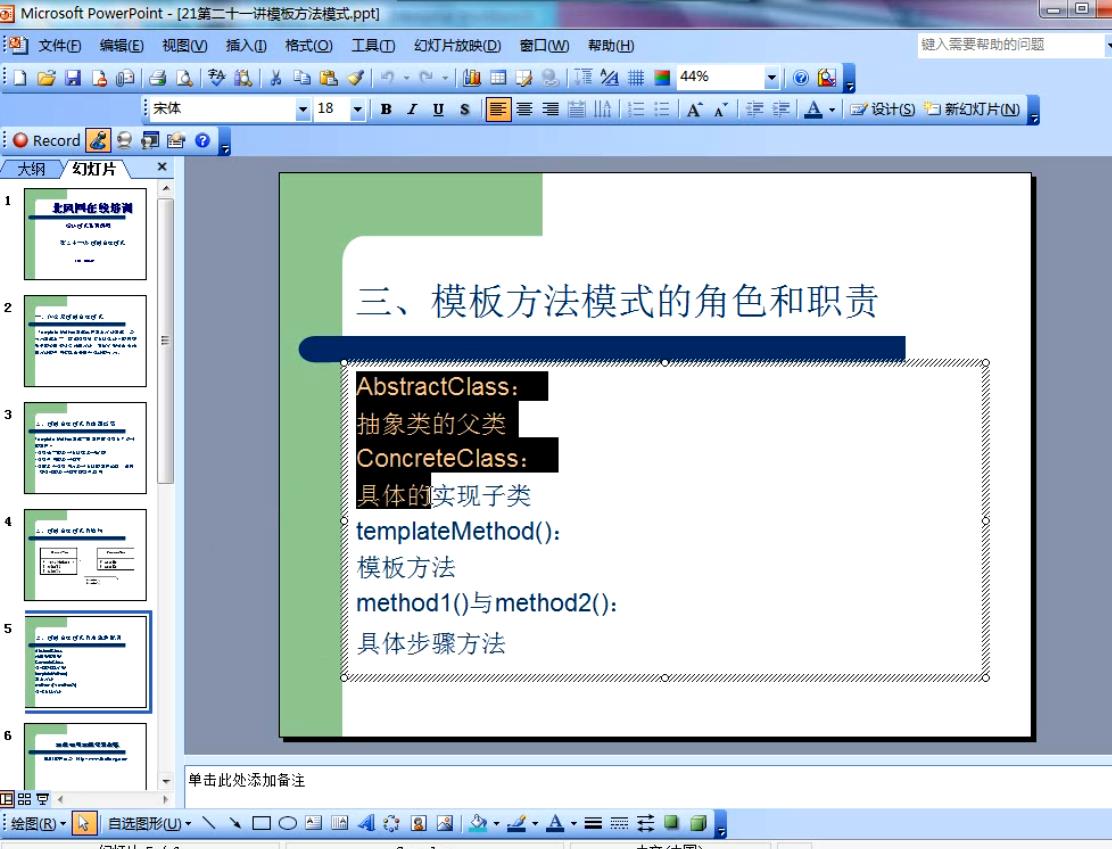 Microsoft PowerPoint - [21第二十一讲模板方法模式.ppt]
文件(F) 编辑(E) 视图(V) 插入(I) 格式(O) 工具(T) 幻灯片放映(D) 窗口(W) 帮助(H) 键入需要帮助的问题
44%
宋体 18 B I U S A A A 设计(S) 新幻灯片(N)
Record
大纲 幻灯片
1
北风网在线培训
2
3
4
5
6
三、模板方法模式的角色和职责
AbstractClass:
抽象类的父类
ConcreteClass:
具体的实现子类
templateMethod():
模板方法
method1()与method2():
具体步骤方法
单击此处添加备注
绘图(R) 自选图形(U)